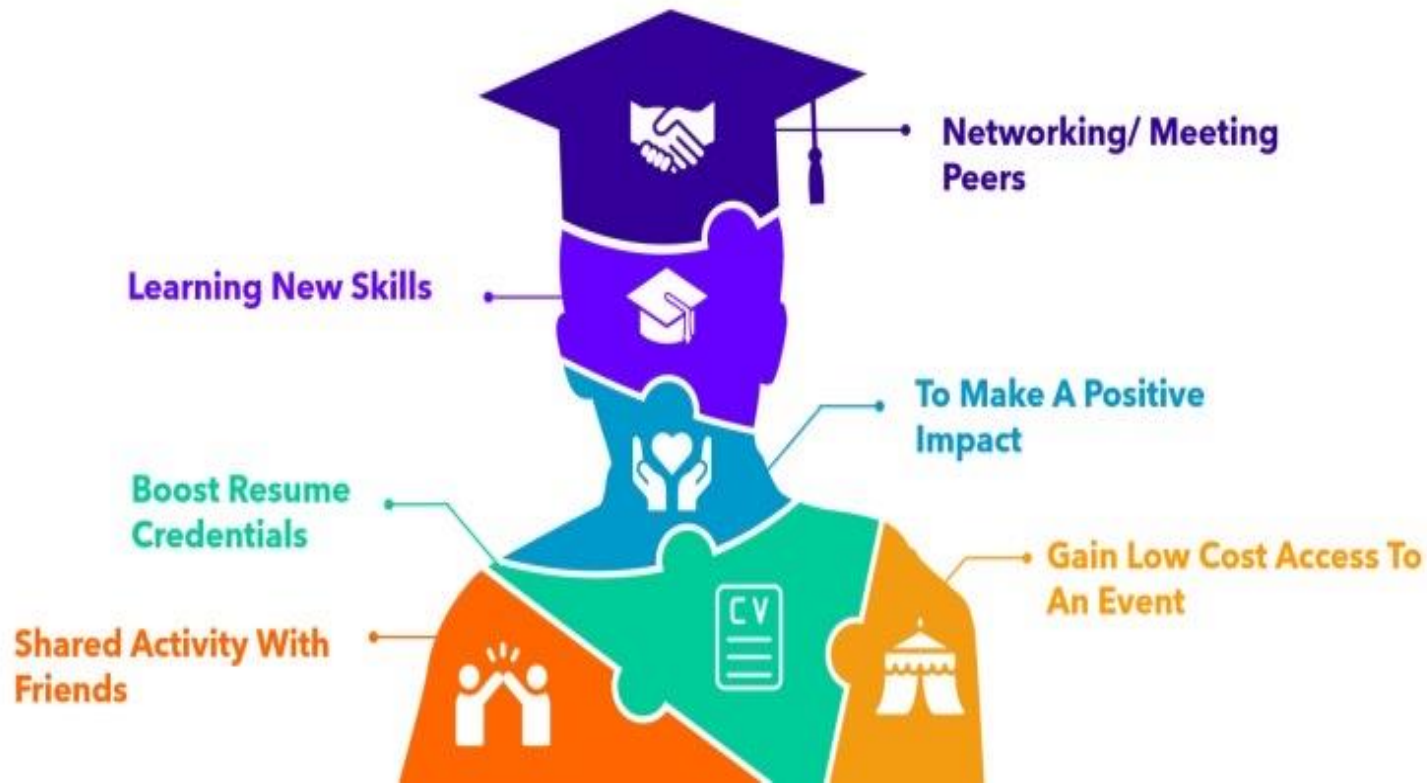 Networking/ Meeting
Peers
Learning New Skills
To Make A Positive
Impact
Boost Resume
Credentials
Gain Low Cost Access To
An Event
CV
Shared Activity With
Friends